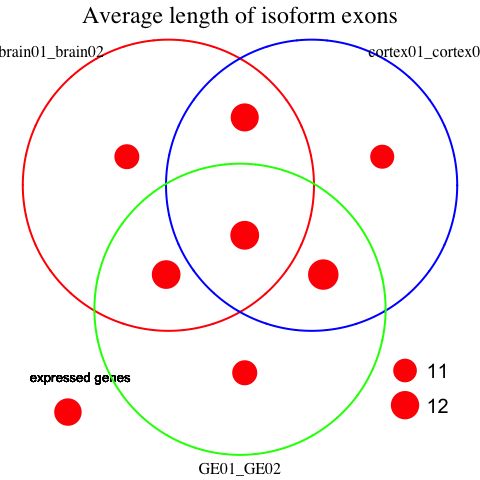 Average length of isoform exons
brain01_brain02
cortex01_cortex0
expressed genes
11
12
GE01_GE02